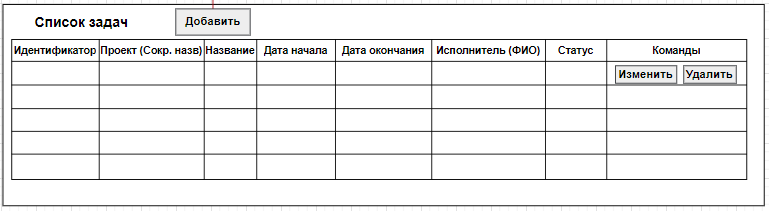 Список задач Добавить
Идентификатор Проект (Сокр. назв) Название Дата начала Дата окончания Исполнитель (ФИО) Статус Команды
Изменить Удалить